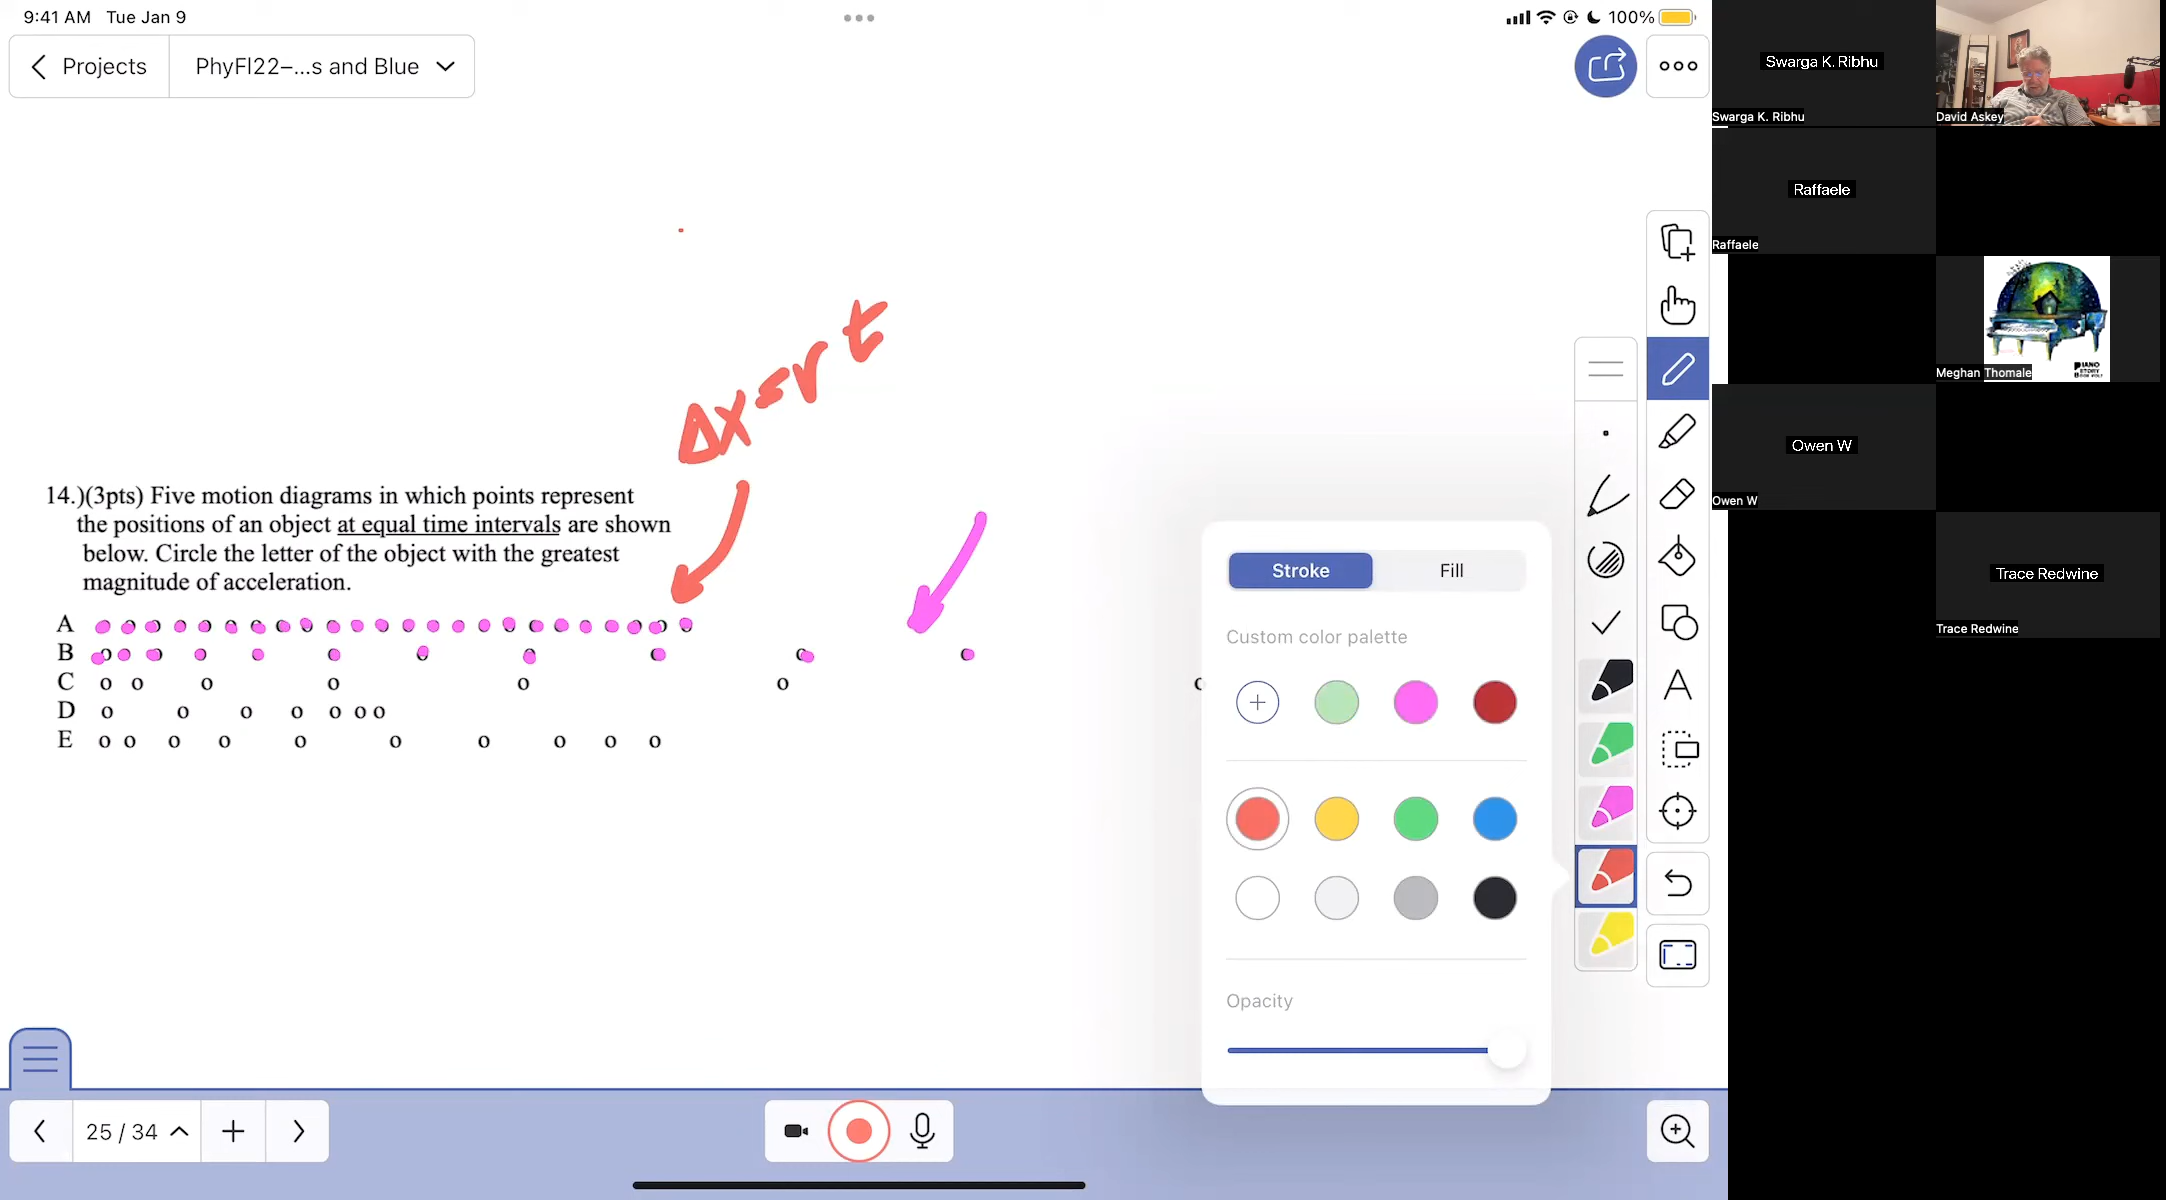 9:41 AM Tue Jan 9
100%
Projects
PhyFl22–...s and Blue
Δx=rt
14.)(3pts) Five motion diagrams in which points represent
the positions of an object at equal time intervals are shown
below. Circle the letter of the object with the greatest
magnitude of acceleration.
A o o o o o o o o o o o o o o o o o o o o o o o o
B o o o o o o o o o o o
C o o o o o o o
D o o o o o o o
E o o o o o o o o o o
Stroke Fill
Custom color palette
Opacity
A
25 / 34
Swarga K. Ribhu
Swarga K. Ribhu
David Askey
Raffaele
Raffaele
PIANO
STORY
Meghan Thomale
Owen W
Owen W
Trace Redwine
Trace Redwine